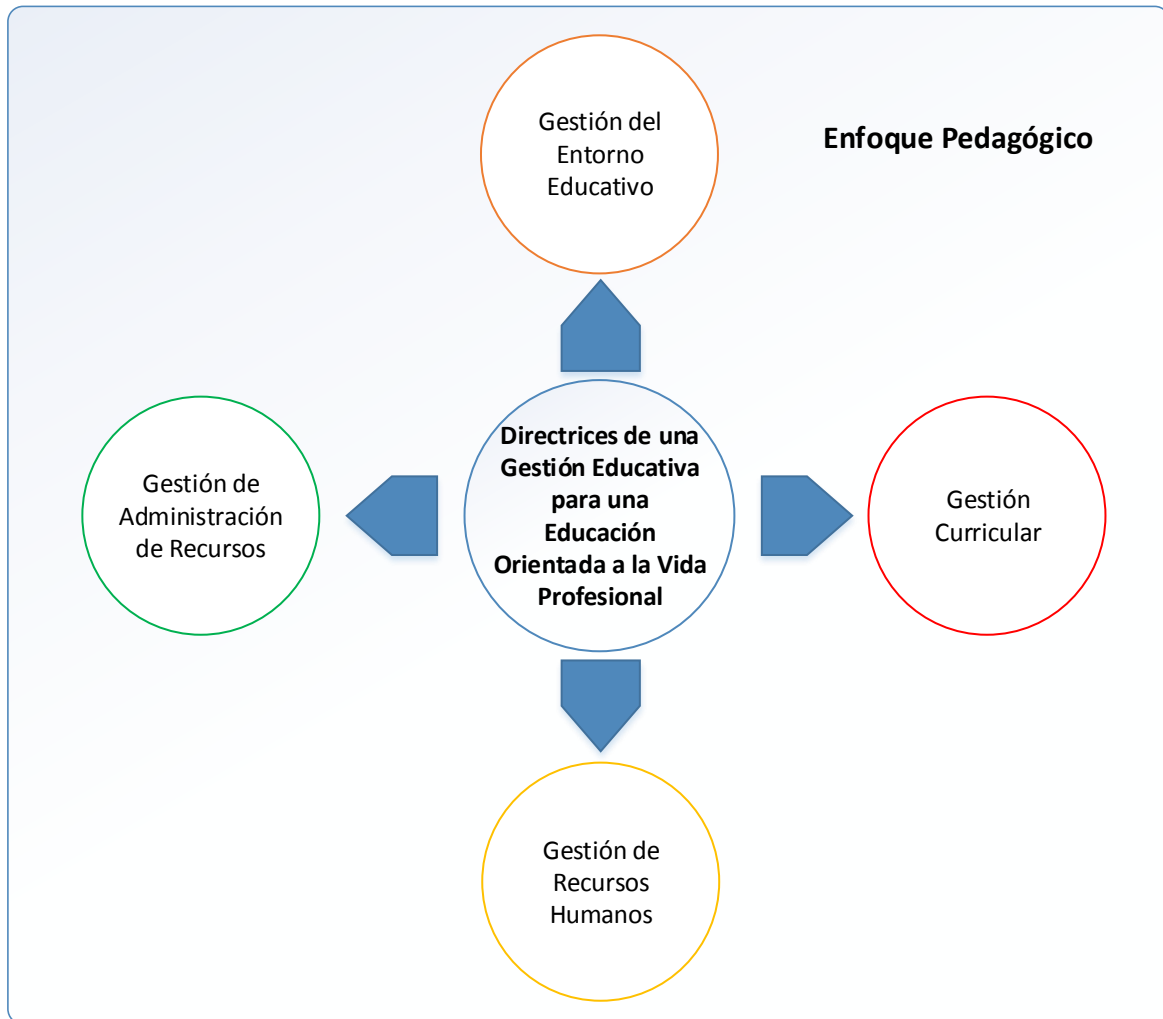 Gestión del
Entorno
Educativo
Enfoque Pedagógico
Gestión de
Administración
de Recursos
Directrices de una
Gestión Educativa
para una
Educación
Orientada a la Vida
Profesional
Gestión
Curricular
Gestión de
Recursos
Humanos